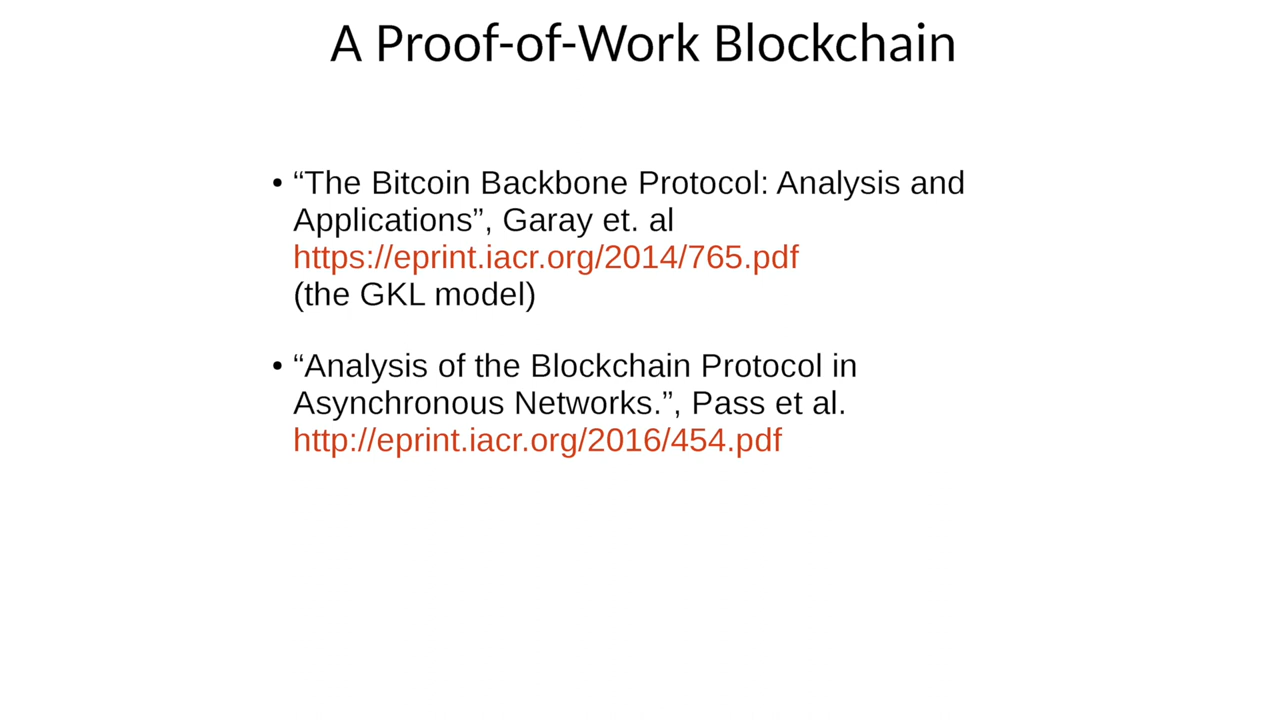 A Proof-of-Work Blockchain
• “The Bitcoin Backbone Protocol: Analysis and
Applications”, Garay et. al
https://eprint.iacr.org/2014/765.pdf
(the GKL model)
• “Analysis of the Blockchain Protocol in
Asynchronous Networks.”, Pass et al.
http://eprint.iacr.org/2016/454.pdf